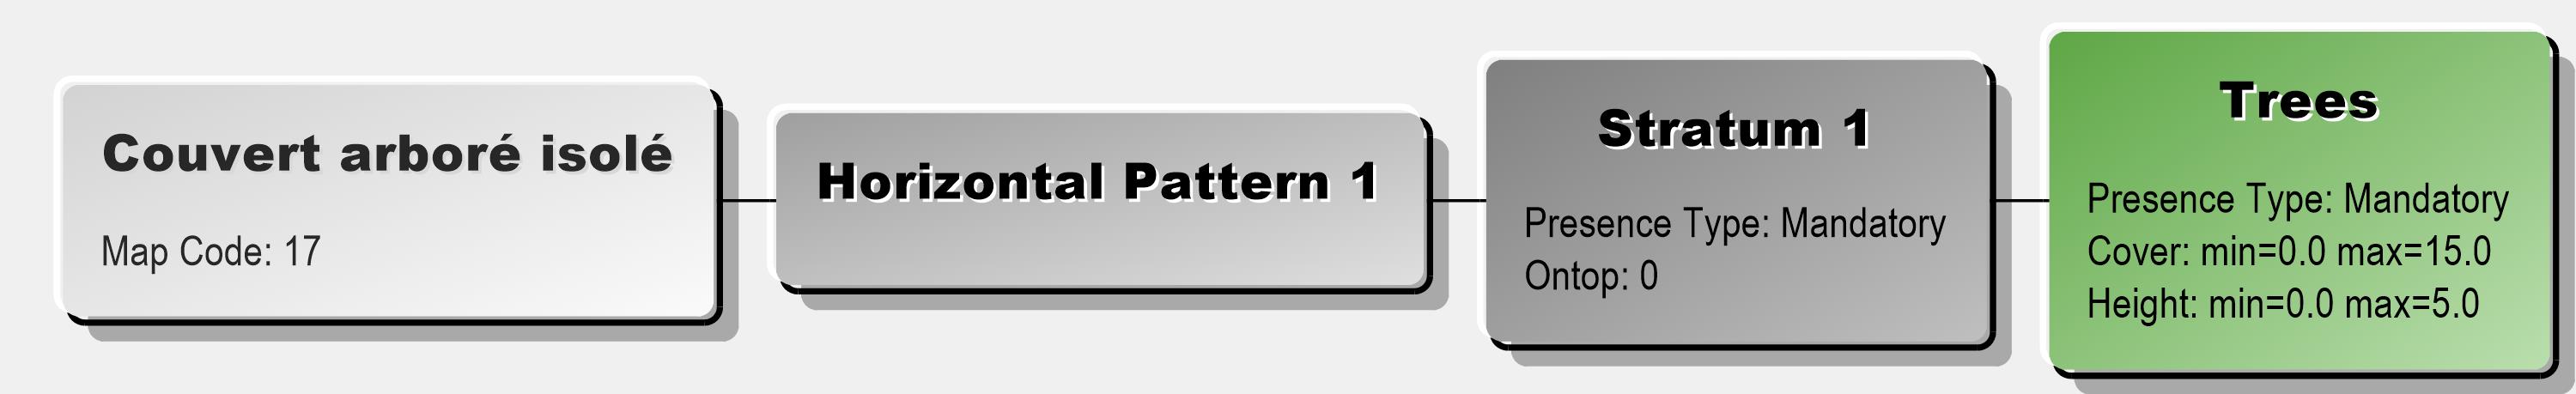 Couvert arboré isolé
Map Code: 17
Horizontal Pattern 1
Stratum 1
Presence Type: Mandatory
Ontop: 0
Trees
Presence Type: Mandatory
Cover: min=0.0 max=15.0
Height: min=0.0 max=5.0